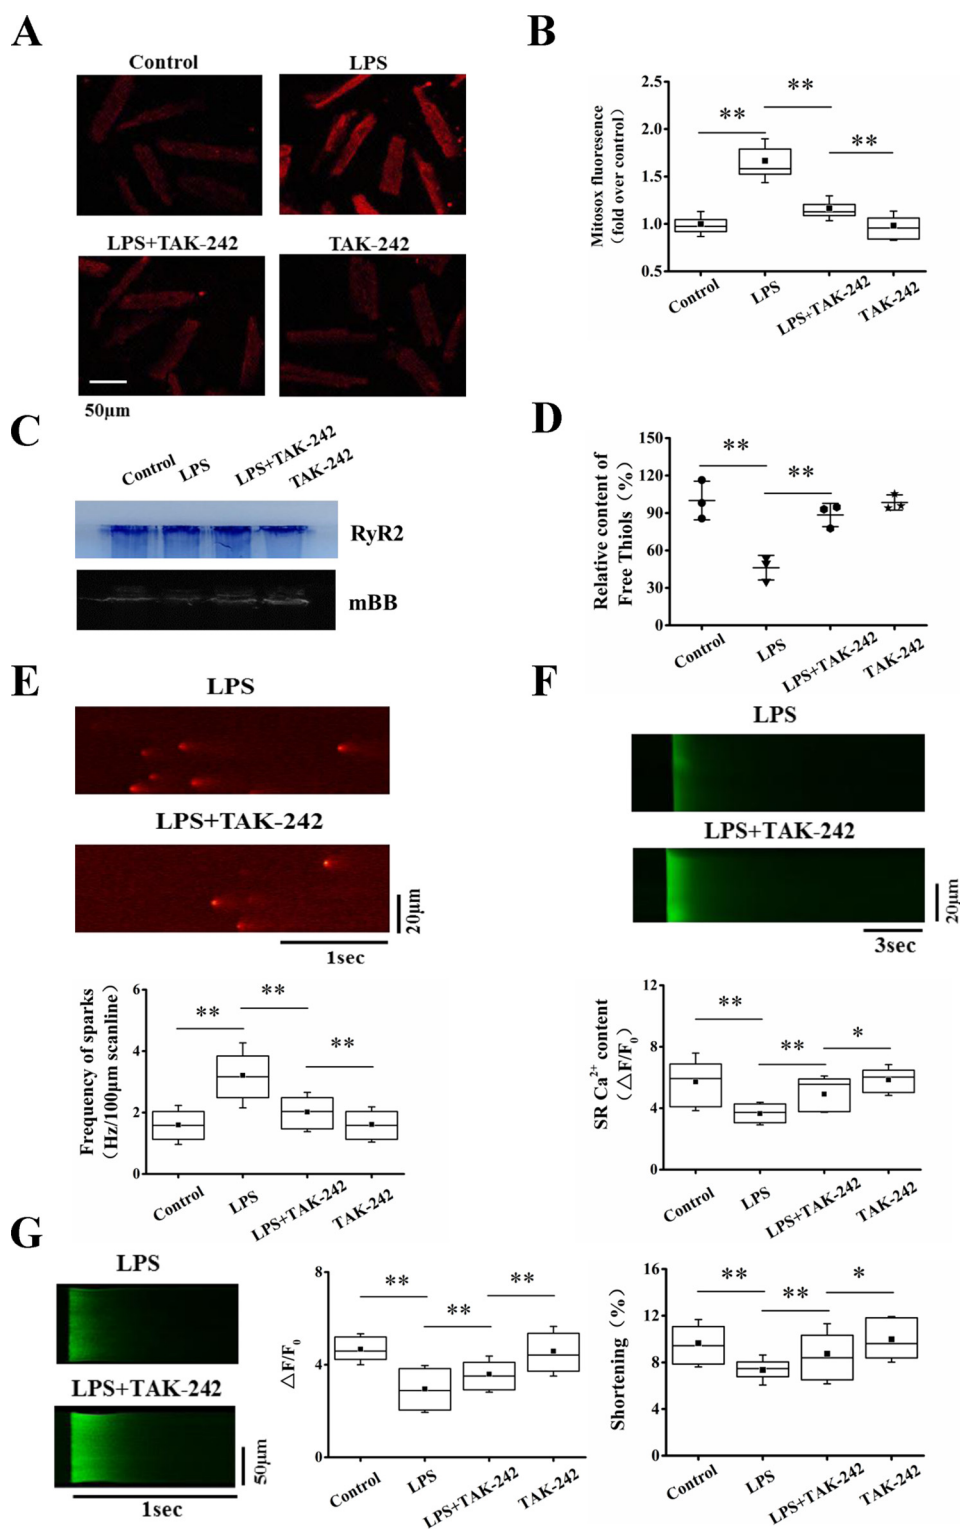 A
Control
LPS
LPS+TAK-242
TAK-242
50μm
B
Mitosox fluoresence
(fold over control)
2.5
2.0
1.5
1.0
0.5
**
**
**
Control
LPS
LPS+TAK-242
TAK-242
C
Control
LPS
LPS+TAK-242
TAK-242
RyR2
mBB
D
Relative content of
Free Thiols (%)
150
120
90
60
30
0
**
**
Control
LPS
LPS+TAK-242
TAK-242
E
LPS
LPS+TAK-242
20μm
1sec
Frequency of sparks
(Hz/100μm scanline)
6
4
2
0
**
**
**
Control
LPS
LPS+TAK-242
TAK-242
F
LPS
LPS+TAK-242
20μm
3sec
SR Ca2+ content
(△F/F0)
12
8
4
0
**
**
*
Control
LPS
LPS+TAK-242
TAK-242
G
LPS
LPS+TAK-242
50μm
1sec
△F/F0
8
4
0
**
**
**
Control
LPS
LPS+TAK-242
TAK-242
Shortening (%)
16
12
8
4
0
**
**
*
Control
LPS
LPS+TAK-242
TAK-242